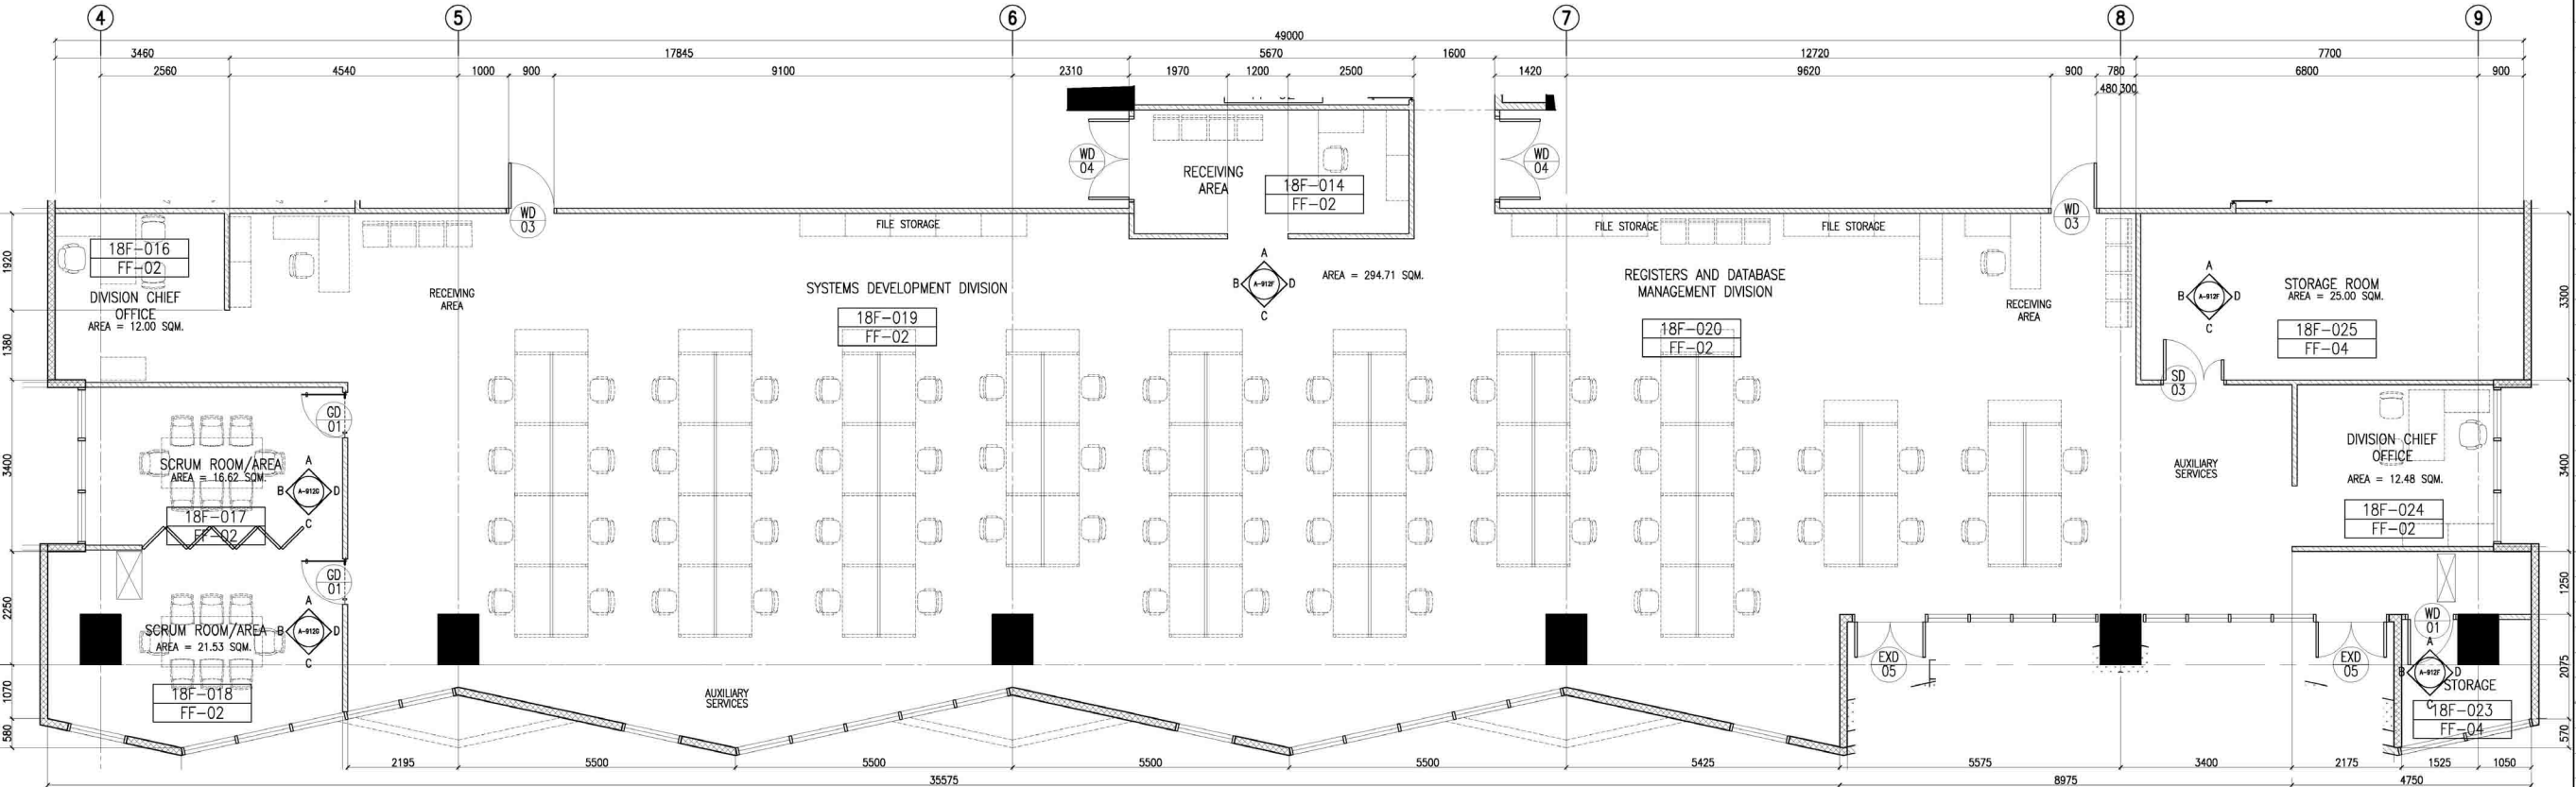 4
5
6
7
8
9
49000
3460
17845
5670
1600
12720
7700
2560
4540
1000
900
9100
2310
1970
1200
2500
1420
9620
900
780
6800
900
480
300
WD
04
RECEIVING
AREA
18F-014
FF-02
WD
04
WD
03
FILE STORAGE
FILE STORAGE
FILE STORAGE
WD
03
1920
1380
3400
2250
1070
580
18F-016
FF-02
DIVISION CHIEF
OFFICE
AREA = 12.00 SQM.
RECEIVING
AREA
SYSTEMS DEVELOPMENT DIVISION
18F-019
FF-02
A
B
A-912F
D
C
AREA = 294.71 SQM.
REGISTERS AND DATABASE
MANAGEMENT DIVISION
18F-020
FF-02
RECEIVING
AREA
A
B
A-912F
D
C
STORAGE ROOM
AREA = 25.00 SQM.
18F-025
FF-04
SD
03
3300
3400
1250
2075
570
GD
01
SCRUM ROOM/AREA
AREA = 16.62 SQM.
A
B
A-912G
D
C
18F-017
FF-02
GD
01
SCRUM ROOM/AREA
AREA = 21.53 SQM.
A
B
A-912G
D
C
18F-018
FF-02
AUXILIARY
SERVICES
AUXILIARY
SERVICES
DIVISION CHIEF
OFFICE
AREA = 12.48 SQM.
18F-024
FF-02
EXD
05
EXD
05
WD
01
A
B
A-912F
D
C
STORAGE
18F-023
FF-04
2195
5500
5500
5500
5500
5425
5575
3400
2175
1525
1050
35575
8975
4750